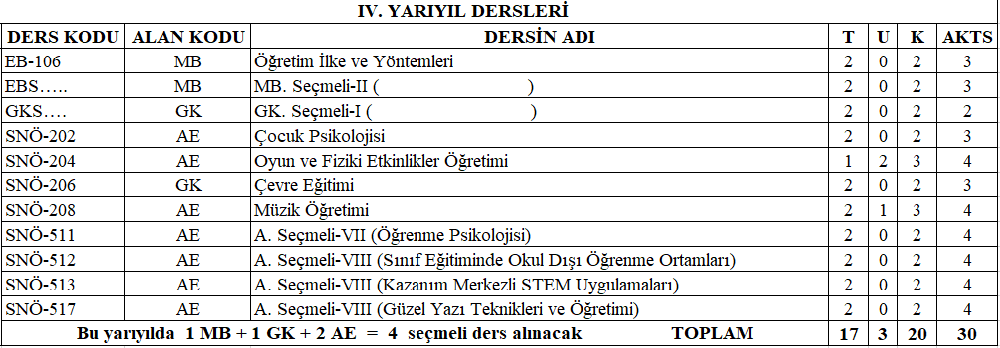 IV. YARIYIL DERSLERİ
DERS KODU ALAN KODU DERSİN ADI T U K AKTS
EB-106 MB Öğretim İlke ve Yöntemleri 2 0 2 3
EBS….. MB MB. Seçmeli-II ( ) 2 0 2 3
GKS…. GK GK. Seçmeli-I ( ) 2 0 2 2
SNÖ-202 AE Çocuk Psikolojisi 2 0 2 3
SNÖ-204 AE Oyun ve Fiziki Etkinlikler Öğretimi 1 2 3 4
SNÖ-206 GK Çevre Eğitimi 2 0 2 3
SNÖ-208 AE Müzik Öğretimi 2 1 3 4
SNÖ-511 AE A. Seçmeli-VII (Öğrenme Psikolojisi) 2 0 2 4
SNÖ-512 AE A. Seçmeli-VIII (Sınıf Eğitiminde Okul Dışı Öğrenme Ortamları) 2 0 2 4
SNÖ-513 AE A. Seçmeli-VIII (Kazanım Merkezli STEM Uygulamaları) 2 0 2 4
SNÖ-517 AE A. Seçmeli-VIII (Güzel Yazı Teknikleri ve Öğretimi) 2 0 2 4
Bu yarıyılda 1 MB + 1 GK + 2 AE = 4 seçmeli ders alınacak TOPLAM 17 3 20 30